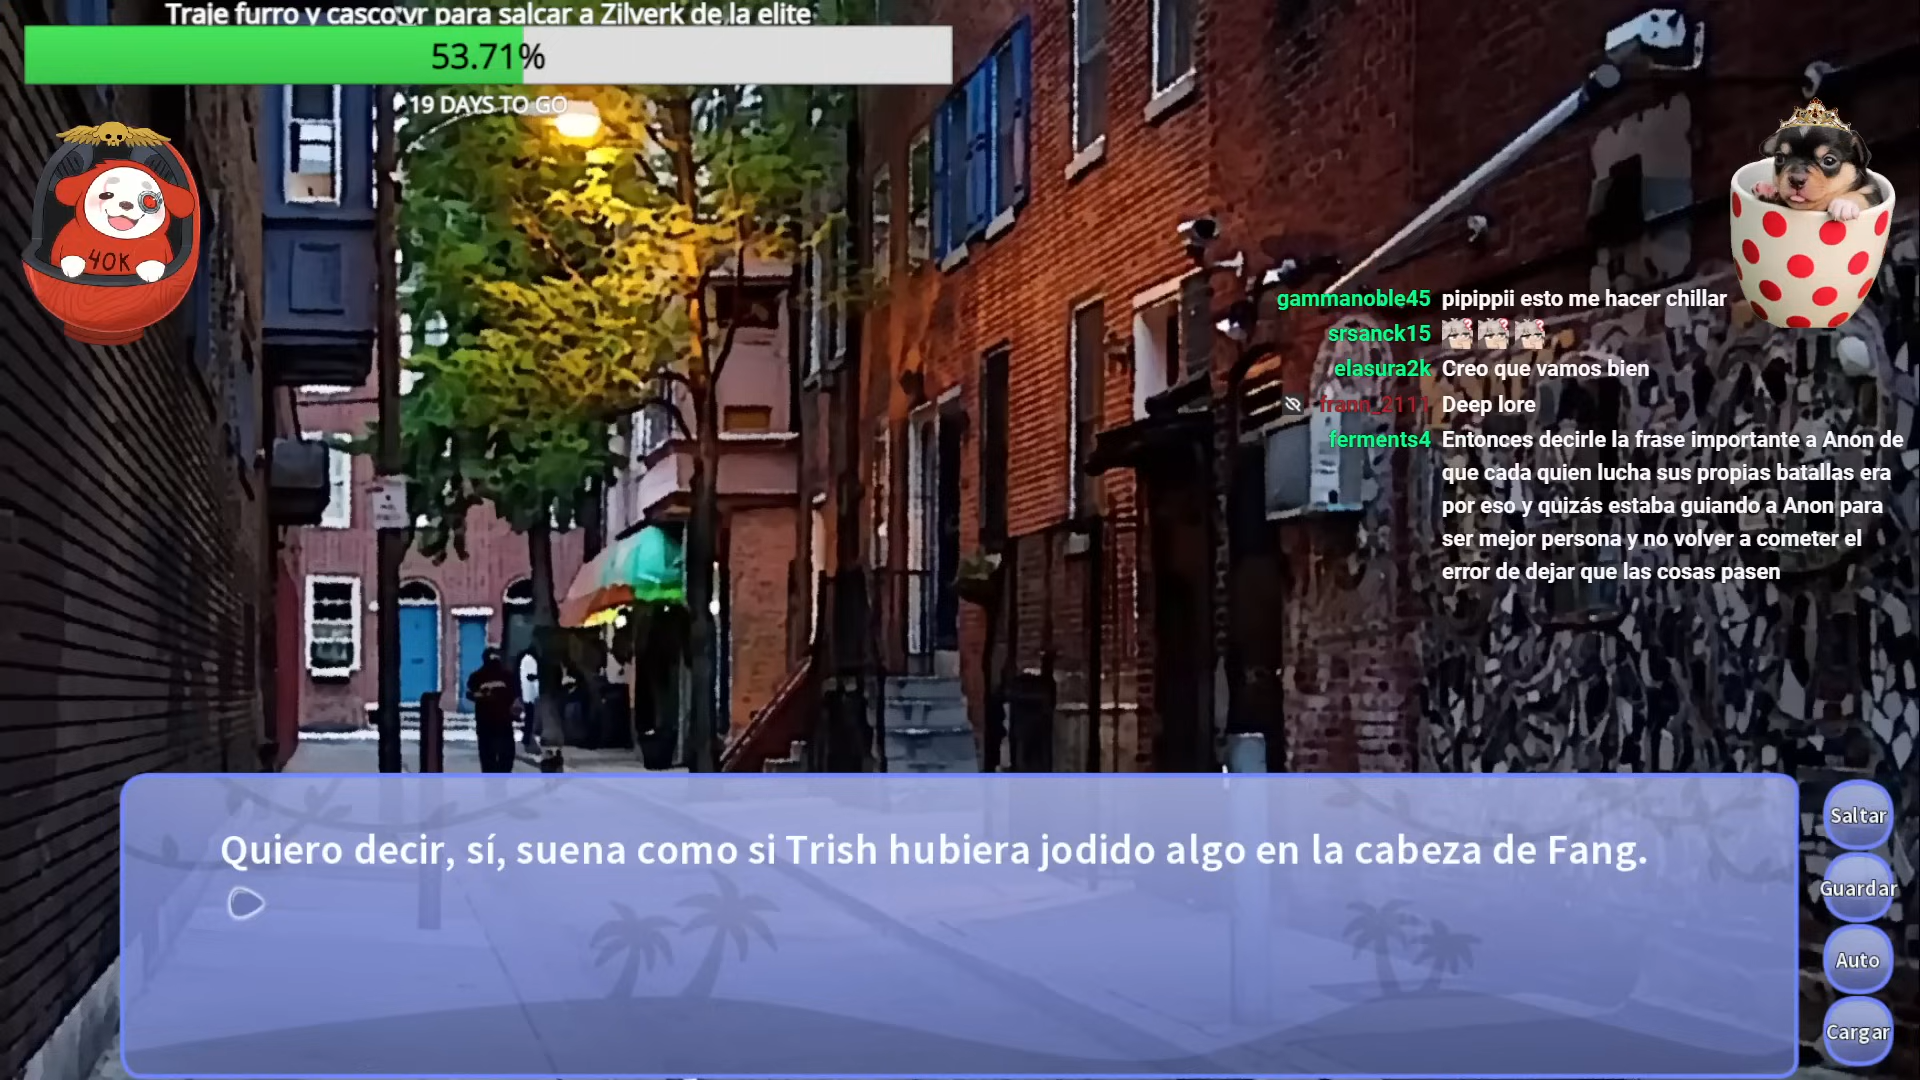 Traje furro y casco vr para salcar a Zilverk de la elite
53.71%
19 DAYS TO GO
40K
gammanoble45 pipippii esto me hacer chillar
srsanck15
elasura2k Creo que vamos bien
frann_2111 Deep lore
ferments4 Entonces decirle la frase importante a Anon de
que cada quien lucha sus propias batallas era
por eso y quizás estaba guiando a Anon para
ser mejor persona y no volver a cometer el
error de dejar que las cosas pasen
Quiero decir, sí, suena como si Trish hubiera jodido algo en la cabeza de Fang.
Saltar
Guardar
Auto
Cargar